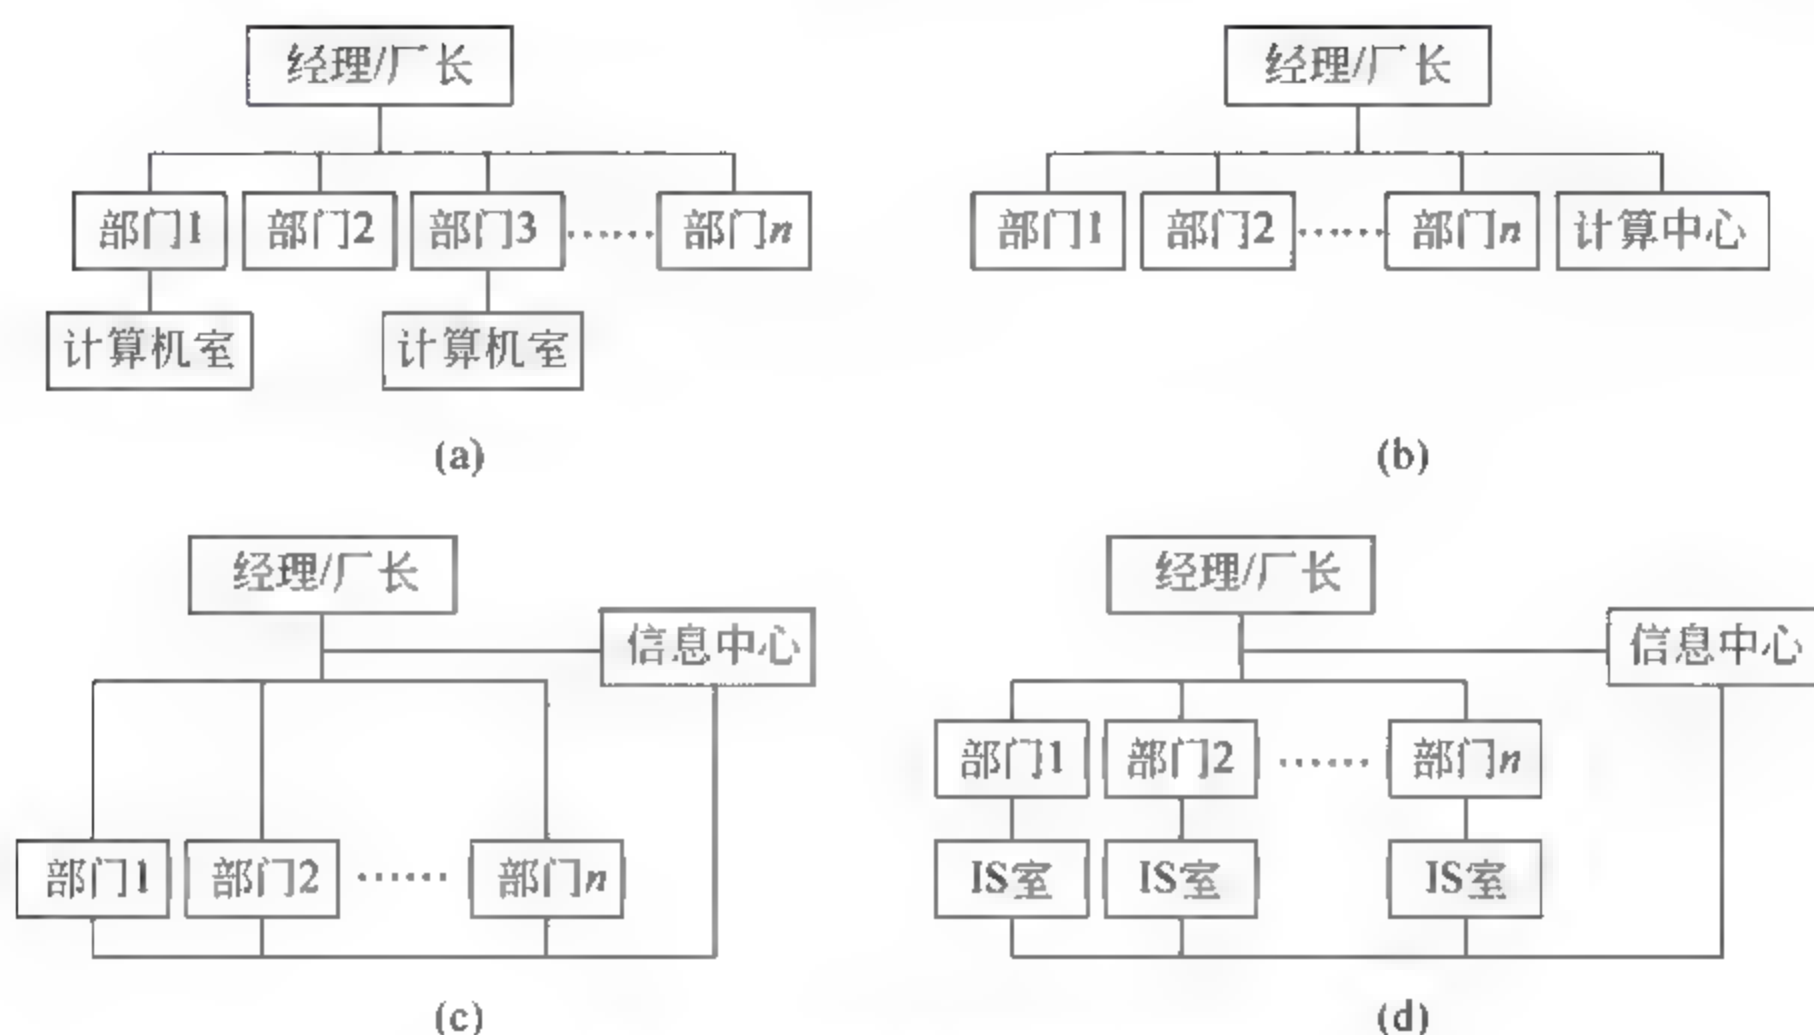 经理/厂长
部门1 部门2 部门3 …… 部门n
计算机室 计算机室
(a)
经理/厂长
部门1 部门2 …… 部门n 计算中心
(b)
经理/厂长
信息中心
部门1 部门2 …… 部门n
(c)
经理/厂长
信息中心
部门1 部门2 …… 部门n
IS室 IS室 IS室
(d)